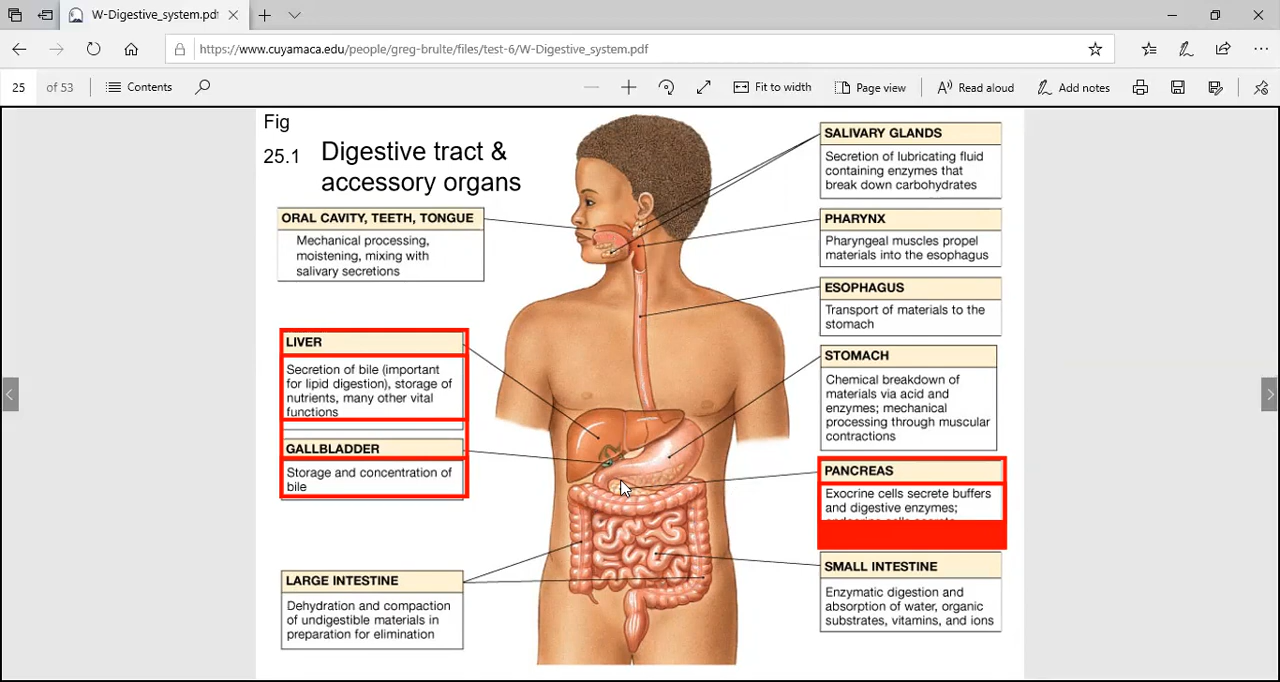 W-Digestive_system.pdf
https://www.cuyamaca.edu/people/greg-brulte/files/test-6/W-Digestive_system.pdf
25 of 53 Contents Fit to width Page view Read aloud Add notes
Fig
25.1
Digestive tract &
accessory organs
ORAL CAVITY, TEETH, TONGUE
Mechanical processing,
moistening, mixing with
salivary secretions
LIVER
Secretion of bile (important
for lipid digestion), storage of
nutrients, many other vital
functions
GALLBLADDER
Storage and concentration of
bile
LARGE INTESTINE
Dehydration and compaction
of undigestible materials in
preparation for elimination
SALIVARY GLANDS
Secretion of lubricating fluid
containing enzymes that
break down carbohydrates
PHARYNX
Pharyngeal muscles propel
materials into the esophagus
ESOPHAGUS
Transport of materials to the
stomach
STOMACH
Chemical breakdown of
materials via acid and
enzymes; mechanical
processing through muscular
contractions
PANCREAS
Exocrine cells secrete buffers
and digestive enzymes;
SMALL INTESTINE
Enzymatic digestion and
absorption of water, organic
substrates, vitamins, and ions